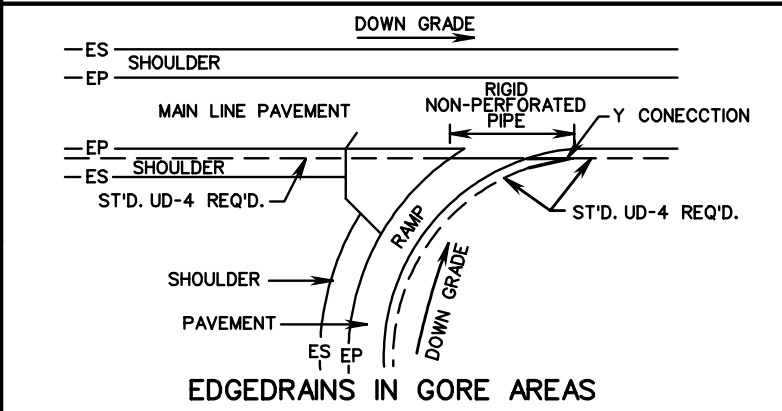 DOWN GRADE
ES
SHOULDER
EP
MAIN LINE PAVEMENT
RIGID
NON-PERFORATED
PIPE
Y CONECCTION
EP
SHOULDER
ES
ST'D. UD-4 REQ'D.
ST'D. UD-4 REQ'D.
RAMP
SHOULDER
DOWN GRADE
PAVEMENT
ES EP
EDGEDRAINS IN GORE AREAS